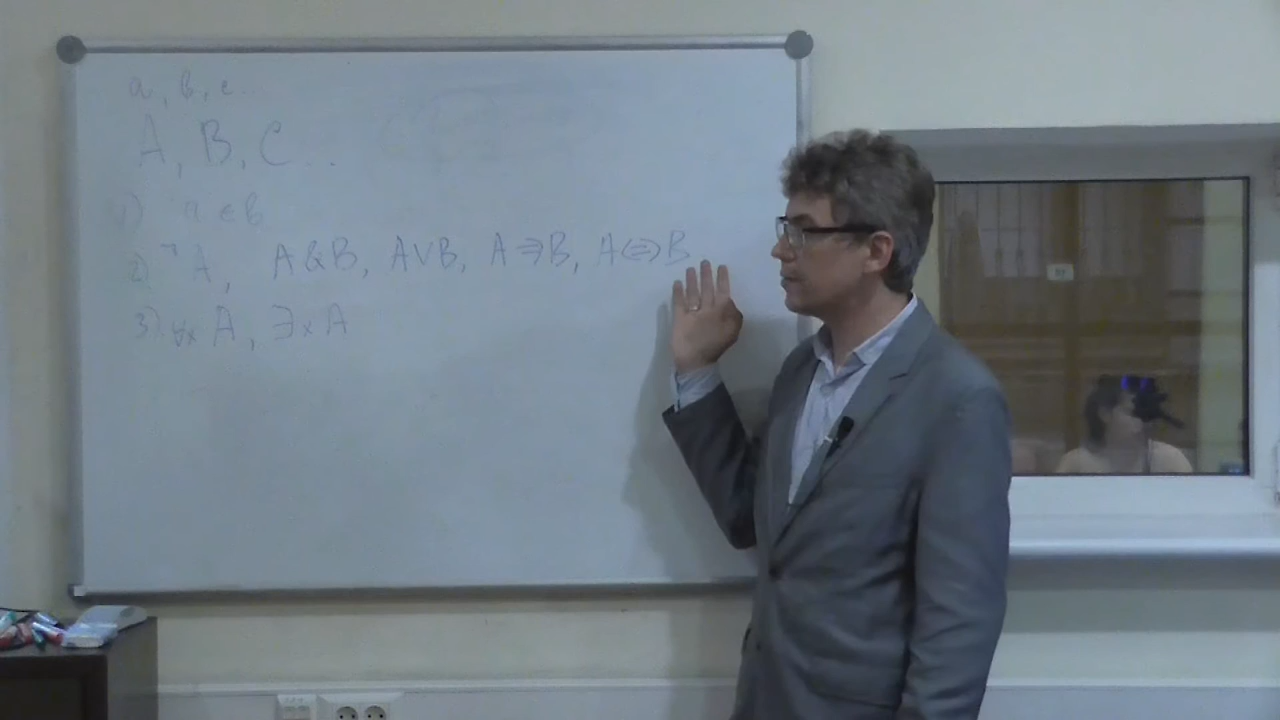 a, b, c...
A, B, C...
1) a ∈ b
2) ¬A, A & B, A ∨ B, A ⇒ B, A ⇔ B
3) ∀x A, ∃x A